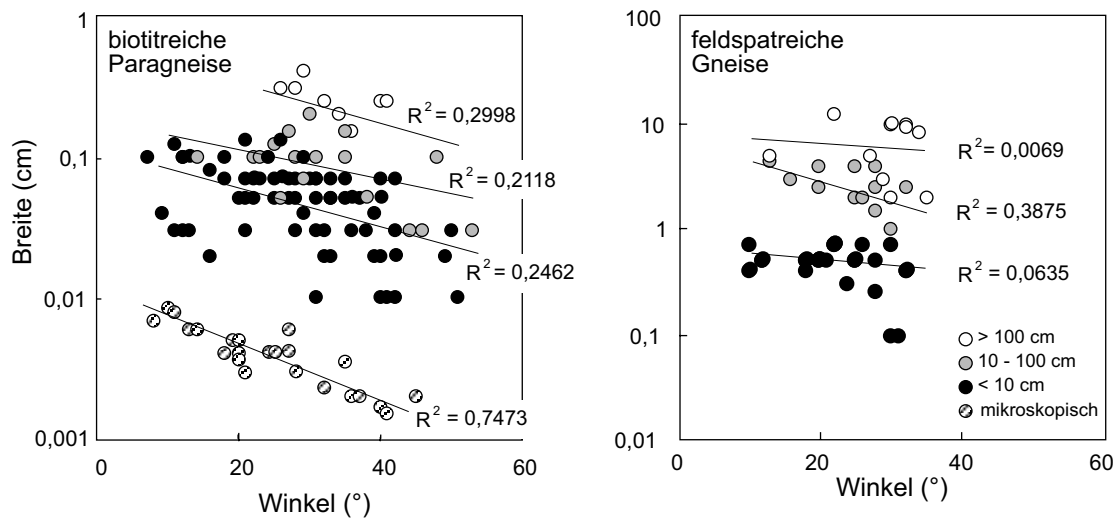 biotitreiche
Paragneise
Breite (cm)
1
0,1
0,01
0,001
R² = 0,2998
R² = 0,2118
R² = 0,2462
R² = 0,7473
0 20 40 60
Winkel (°)
feldspatreiche
Gneise
100
10
1
0,1
0,01
R² = 0,0069
R² = 0,3875
R² = 0,0635
> 100 cm
10 - 100 cm
< 10 cm
mikroskopisch
0 20 40 60
Winkel (°)